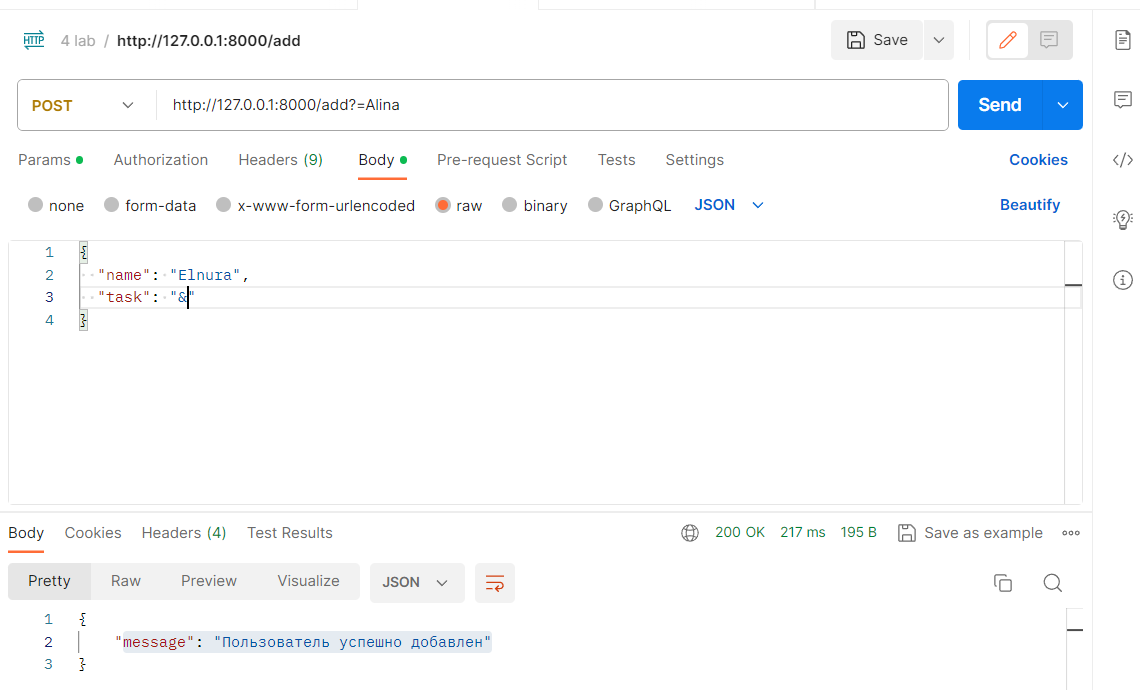 HTTP 4 lab / http://127.0.0.1:8000/add Save
POST http://127.0.0.1:8000/add?=Alina Send
Params Authorization Headers (9) Body Pre-request Script Tests Settings Cookies
none form-data x-www-form-urlencoded raw binary GraphQL JSON Beautify
1 {
2 "name": "Elnura",
3 "task": "&"
4 }
Body Cookies Headers (4) Test Results 200 OK 217 ms 195 B Save as example
Pretty Raw Preview Visualize JSON
1 {
2 "message": "Пользователь успешно добавлен"
3 }